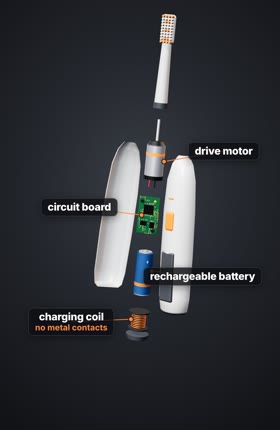 drive motor
circuit board
rechargeable battery
charging coil
no metal contacts